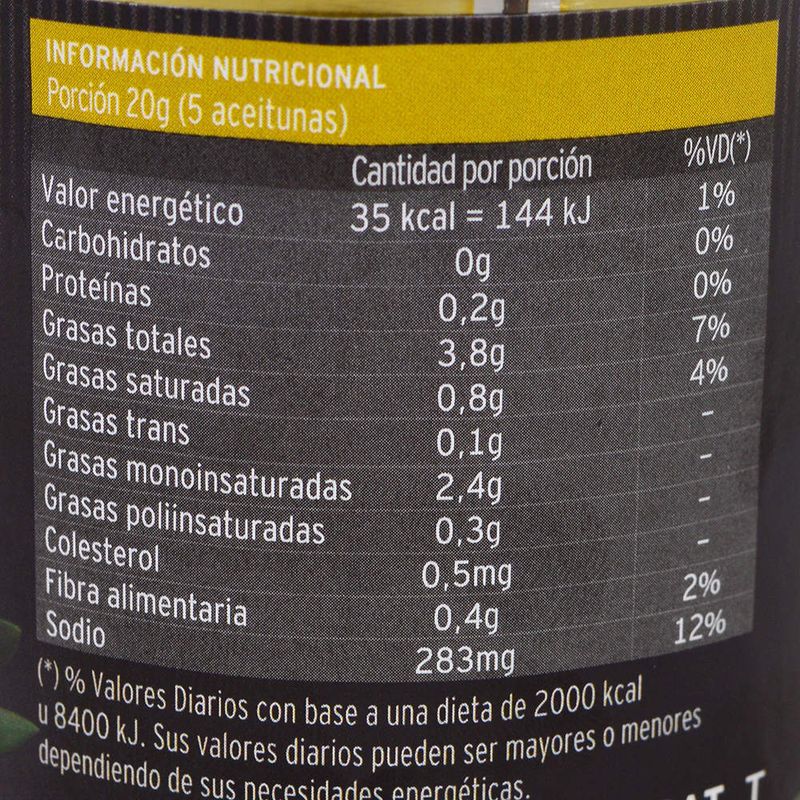 INFORMACIÓN NUTRICIONAL
Porción 20g (5 aceitunas)
Cantidad por porción %VD(*)
Valor energético 35 kcal = 144 kJ 1%
Carbohidratos 0g 0%
Proteínas 0,2g 0%
Grasas totales 3,8g 7%
Grasas saturadas 0,8g 4%
Grasas trans 0,1g –
Grasas monoinsaturadas 2,4g –
Grasas poliinsaturadas 0,3g –
Colesterol 0,5mg –
Fibra alimentaria 0,4g 2%
Sodio 283mg 12%
(*) % Valores Diarios con base a una dieta de 2000 kcal
u 8400 kJ. Sus valores diarios pueden ser mayores o menores
dependiendo de sus necesidades energéticas.